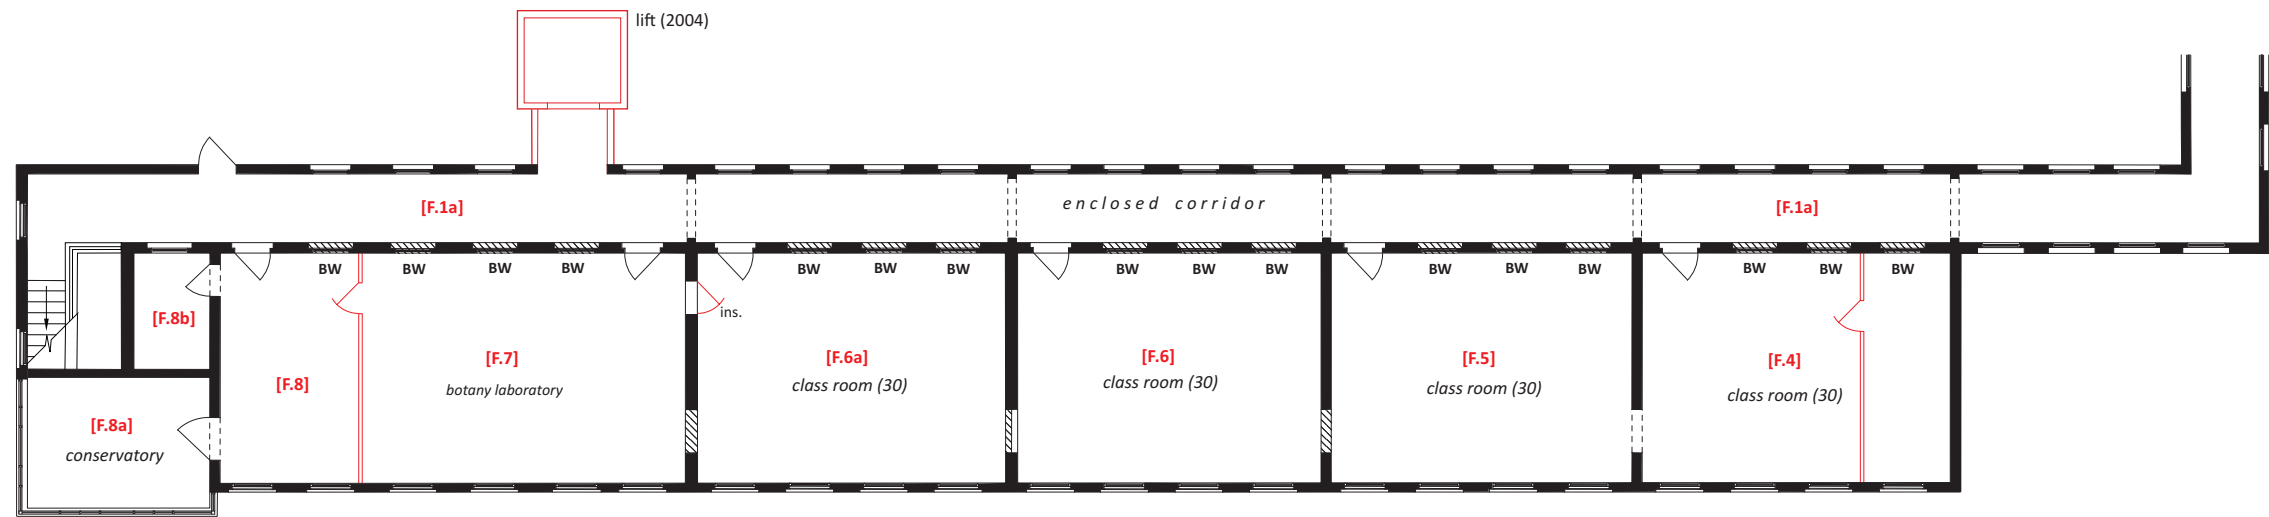 lift (2004)
[F.1a]
enclosed corridor
[F.1a]
BW BW BW BW BW BW BW BW BW BW BW BW BW BW BW BW
ins.
[F.8b]
[F.8]
[F.7]
botany laboratory
[F.6a]
class room (30)
[F.6]
class room (30)
[F.5]
class room (30)
[F.4]
class room (30)
[F.8a]
conservatory